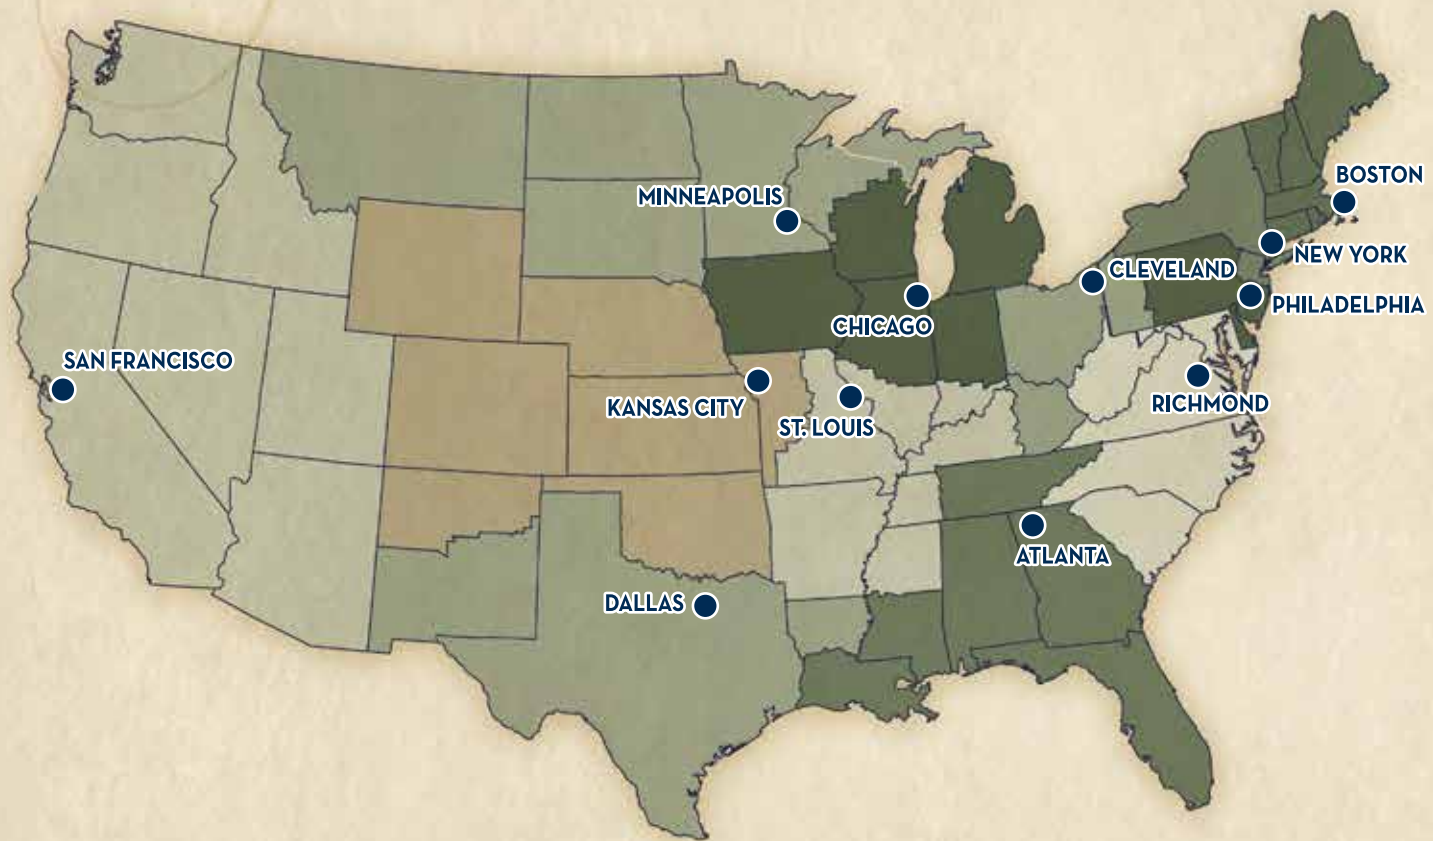 BOSTON
MINNEAPOLIS
NEW YORK
CLEVELAND
PHILADELPHIA
CHICAGO
SAN FRANCISCO
KANSAS CITY
RICHMOND
ST. LOUIS
ATLANTA
DALLAS